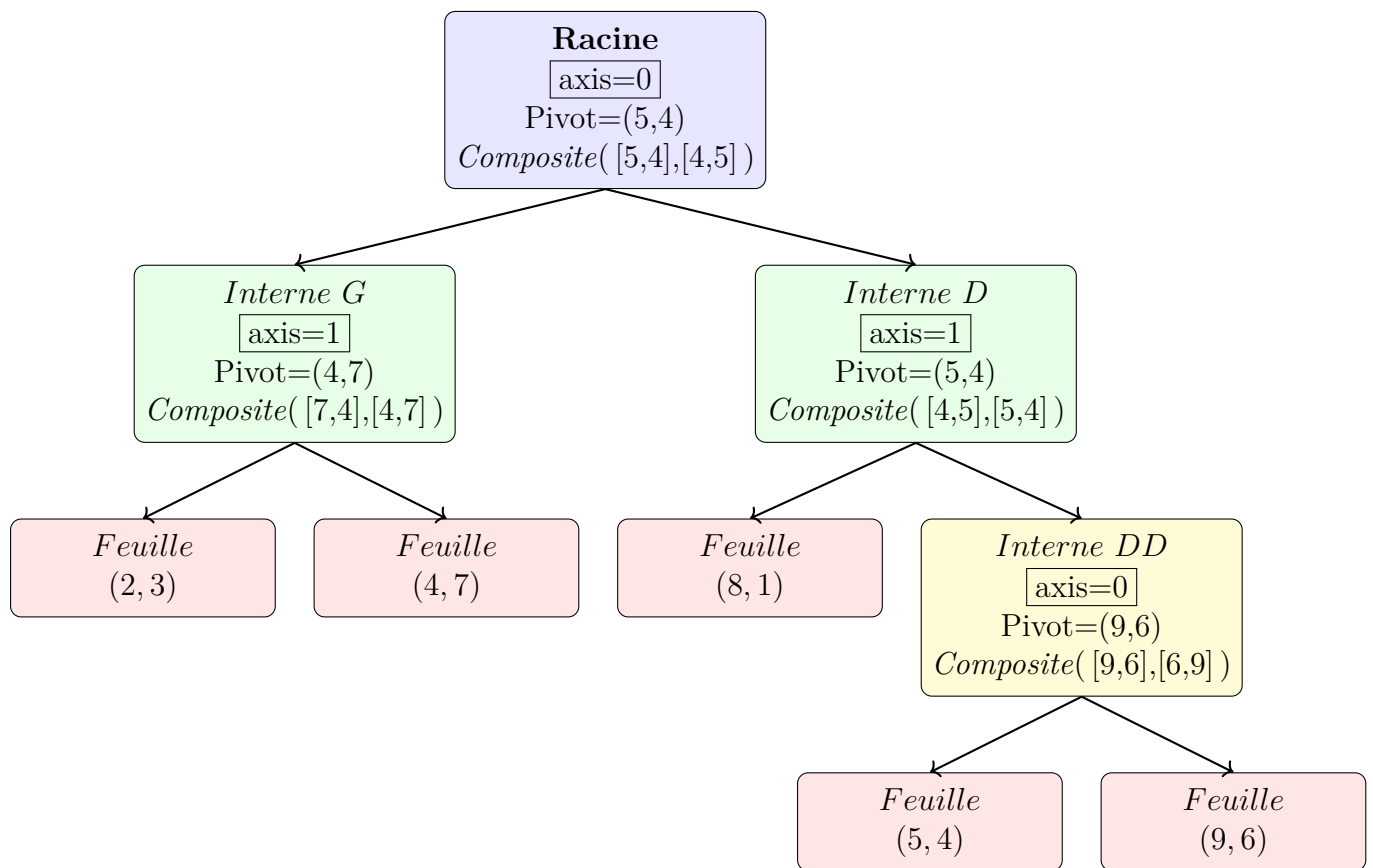 Racine
axis=0
Pivot=(5,4)
Composite( [5,4],[4,5] )
Interne G
axis=1
Pivot=(4,7)
Composite( [7,4],[4,7] )
Interne D
axis=1
Pivot=(5,4)
Composite( [4,5],[5,4] )
Feuille
(2, 3)
Feuille
(4, 7)
Feuille
(8, 1)
Interne DD
axis=0
Pivot=(9,6)
Composite( [9,6],[6,9] )
Feuille
(5, 4)
Feuille
(9, 6)